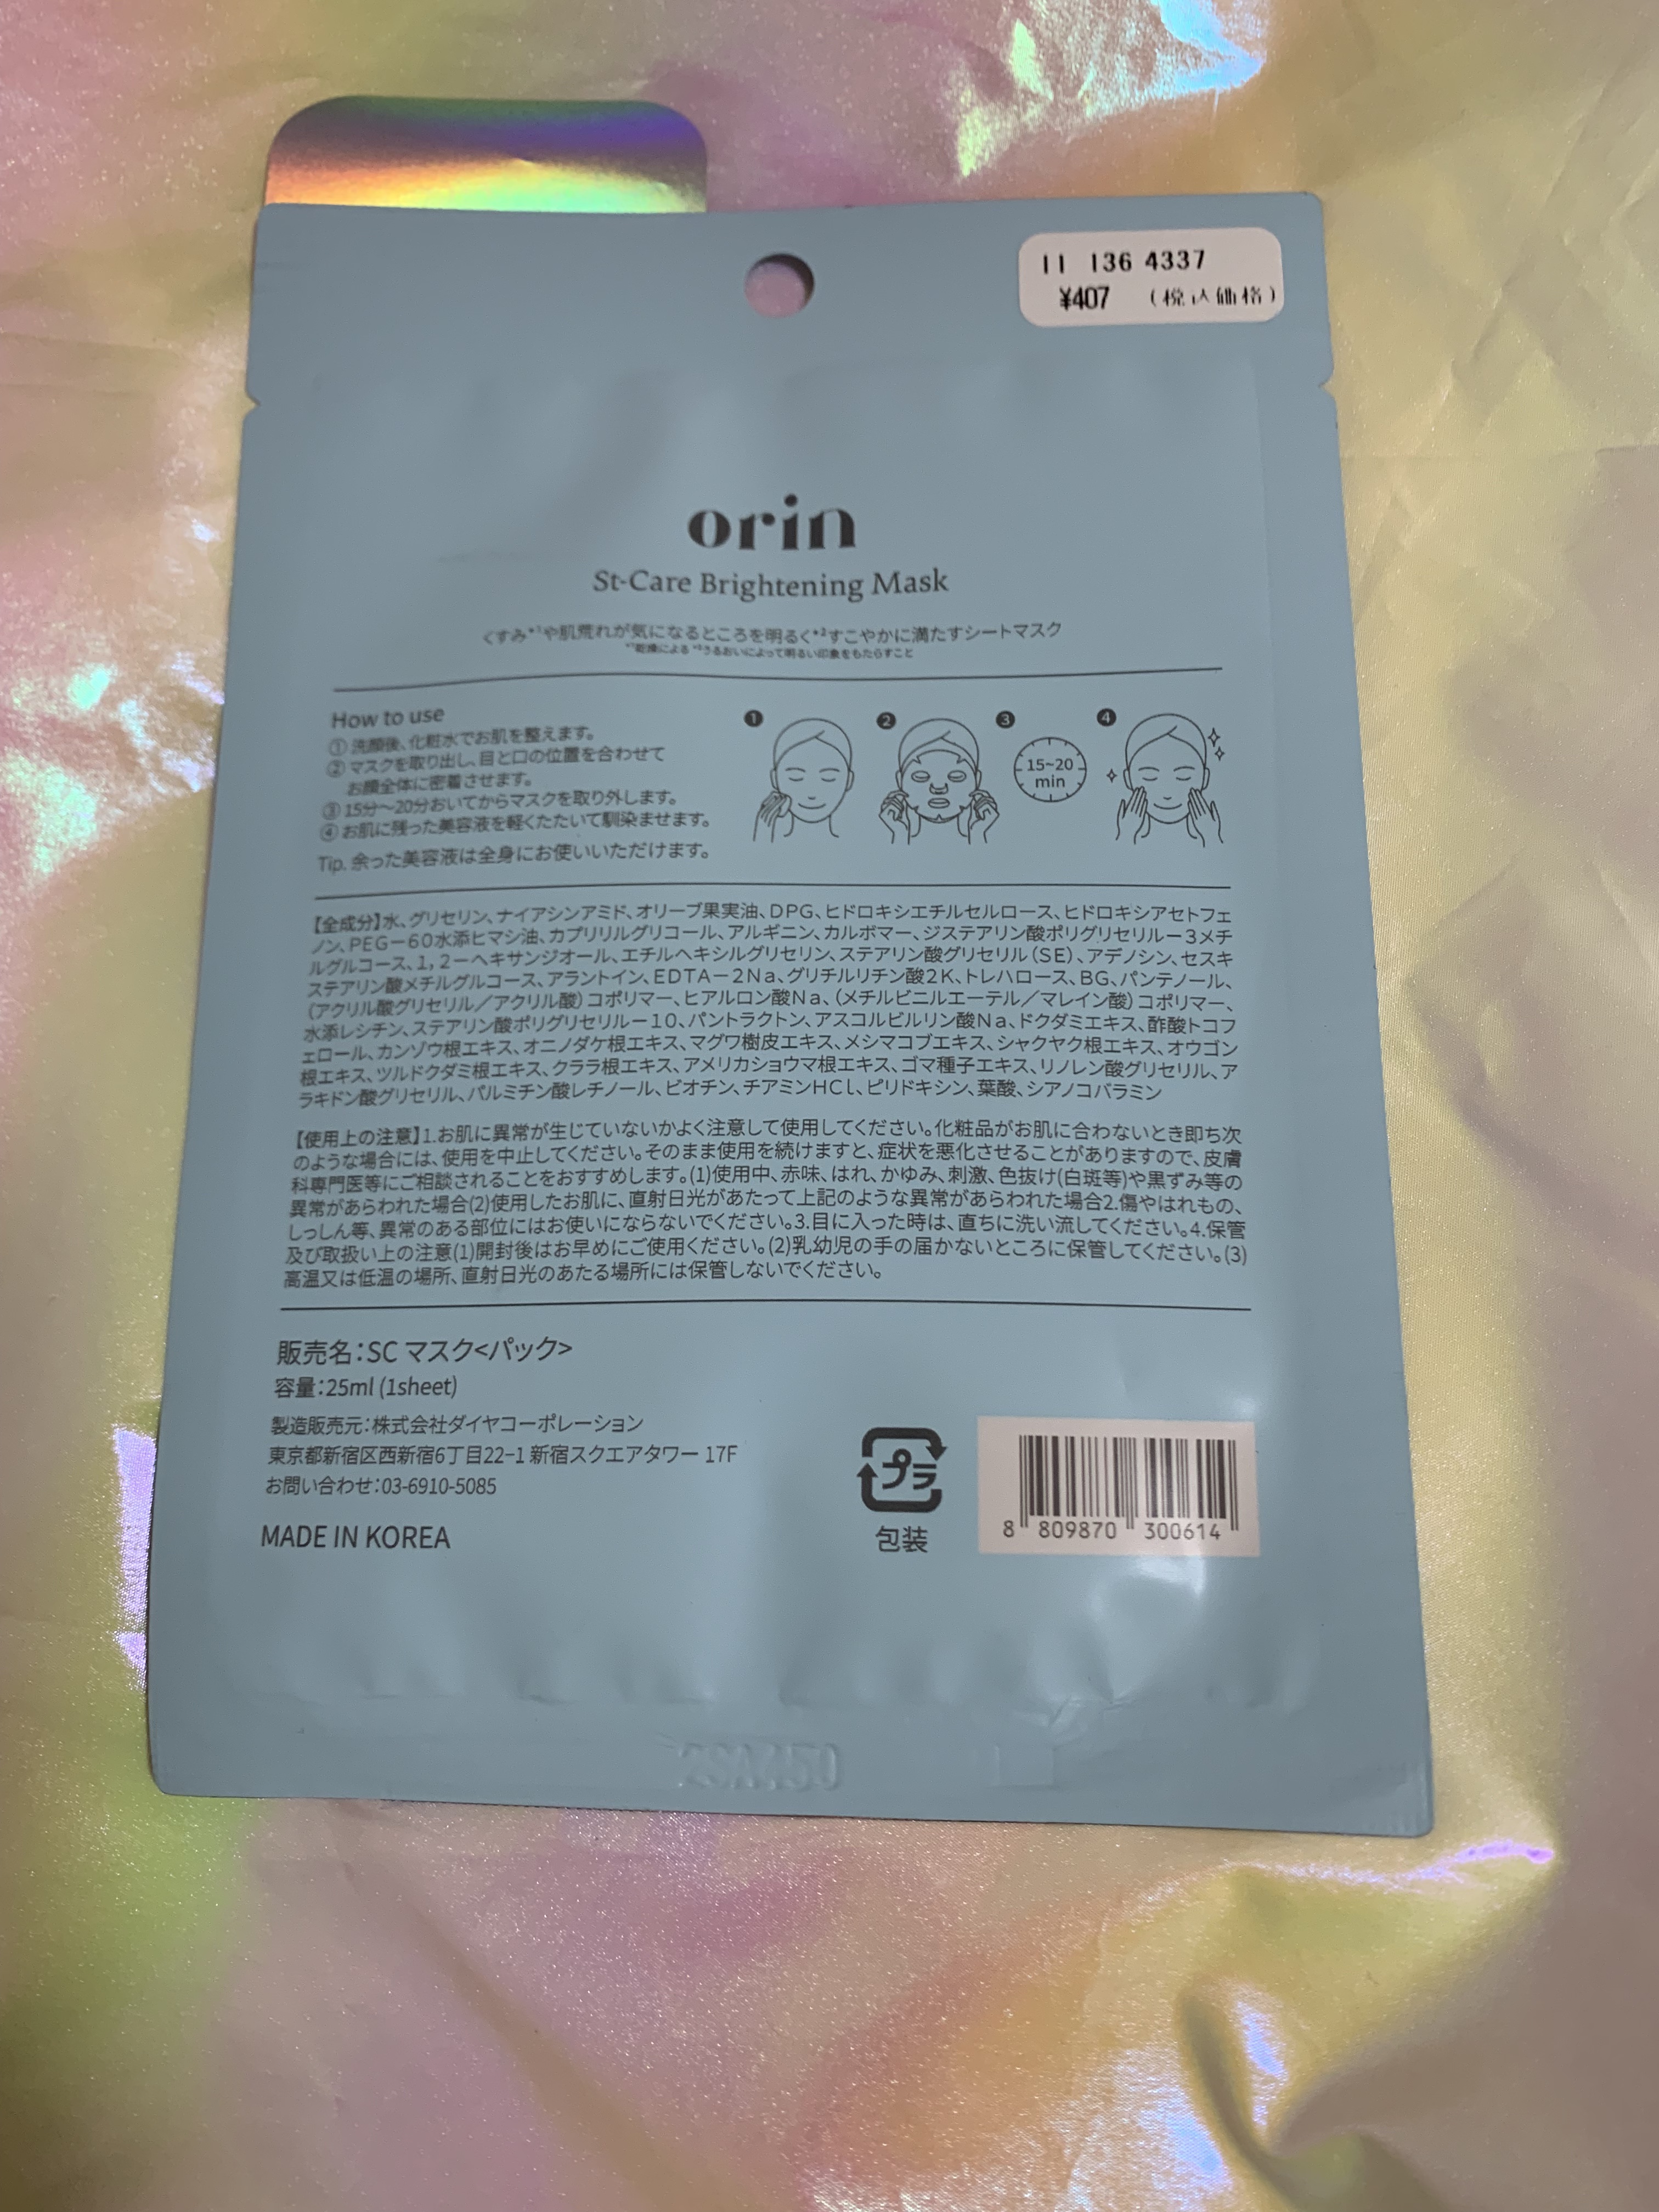 11 136 4337
¥407 (税込価格)
orin
St-Care Brightening Mask
くすみ*¹や肌荒れが気になるところを明るく*²すこやかに満たすシートマスク
*¹乾燥による *²うるおいによって明るい印象をもたらすこと
How to use
① 洗顔後、化粧水でお肌を整えます。
② マスクを取り出し、目と口の位置を合わせて
お顔全体に密着させます。
③ 15分〜20分おいてからマスクを取り外します。
④ お肌に残った美容液を軽くたたいて馴染ませます。
Tip. 余った美容液は全身にお使いいただけます。
1
2
3
15~20
min
4
【全成分】水、グリセリン、ナイアシンアミド、オリーブ果実油、DPG、ヒドロキシエチルセルロース、ヒドロキシアセトフェ
ノン、PEG－60水添ヒマシ油、カプリリルグリコール、アルギニン、カルボマー、ジステアリン酸ポリグリセリル－3メチ
ルグルコース、1，2－ヘキサンジオール、エチルヘキシルグリセリン、ステアリン酸グリセリル（SE）、アデノシン、セスキ
ステアリン酸メチルグルコース、アラントイン、EDTA－2Na、グリチルリチン酸2K、トレハロース、BG、パンテノール、
(アクリル酸グリセリル／アクリル酸）コポリマー、ヒアルロン酸Na、（メチルビニルエーテル／マレイン酸）コポリマー、
水添レシチン、ステアリン酸ポリグリセリル－10、パントラクトン、アスコルビルリン酸Na、ドクダミエキス、酢酸トコフ
ェロール、カンゾウ根エキス、オニノダケ根エキス、マグワ樹皮エキス、メシマコブエキス、シャクヤク根エキス、オウゴン
根エキス、ツルドクダミ根エキス、クララ根エキス、アメリカショウマ根エキス、ゴマ種子エキス、リノレン酸グリセリル、ア
ラキドン酸グリセリル、パルミチン酸レチノール、ビオチン、チアミンHCl、ピリドキシン、葉酸、シアノコバラミン
【使用上の注意】1.お肌に異常が生じていないかよく注意して使用してください。化粧品がお肌に合わないとき即ち次
のような場合には、使用を中止してください。そのまま使用を続けますと、症状を悪化させることがありますので、皮膚
科専門医等にご相談されることをおすすめします。(1)使用中、赤味、はれ、かゆみ、刺激、色抜け(白斑等)や黒ずみ等の
異常があらわれた場合(2)使用したお肌に、直射日光があたって上記のような異常があらわれた場合2.傷やはれもの、
しっしん等、異常のある部位にはお使いにならないでください。3.目に入った時は、直ちに洗い流してください。4.保管
及び取扱い上の注意(1)開封後はお早めにご使用ください。(2)乳幼児の手の届かないところに保管してください。(3)
高温又は低温の場所、直射日光のあたる場所には保管しないでください。
販売名：SC マスク<パック>
容量：25ml (1sheet)
製造販売元：株式会社ダイヤコーポレーション
東京都新宿区西新宿6丁目22-1 新宿スクエアタワー 17F
お問い合わせ：03-6910-5085
MADE IN KOREA
プラ
包装
8 809870 300614
2SA450